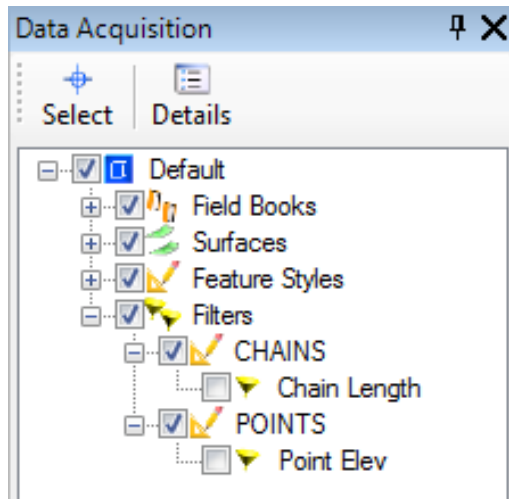 Data Acquisition
Select Details
Default
Field Books
Surfaces
Feature Styles
Filters
CHAINS
Chain Length
POINTS
Point Elev